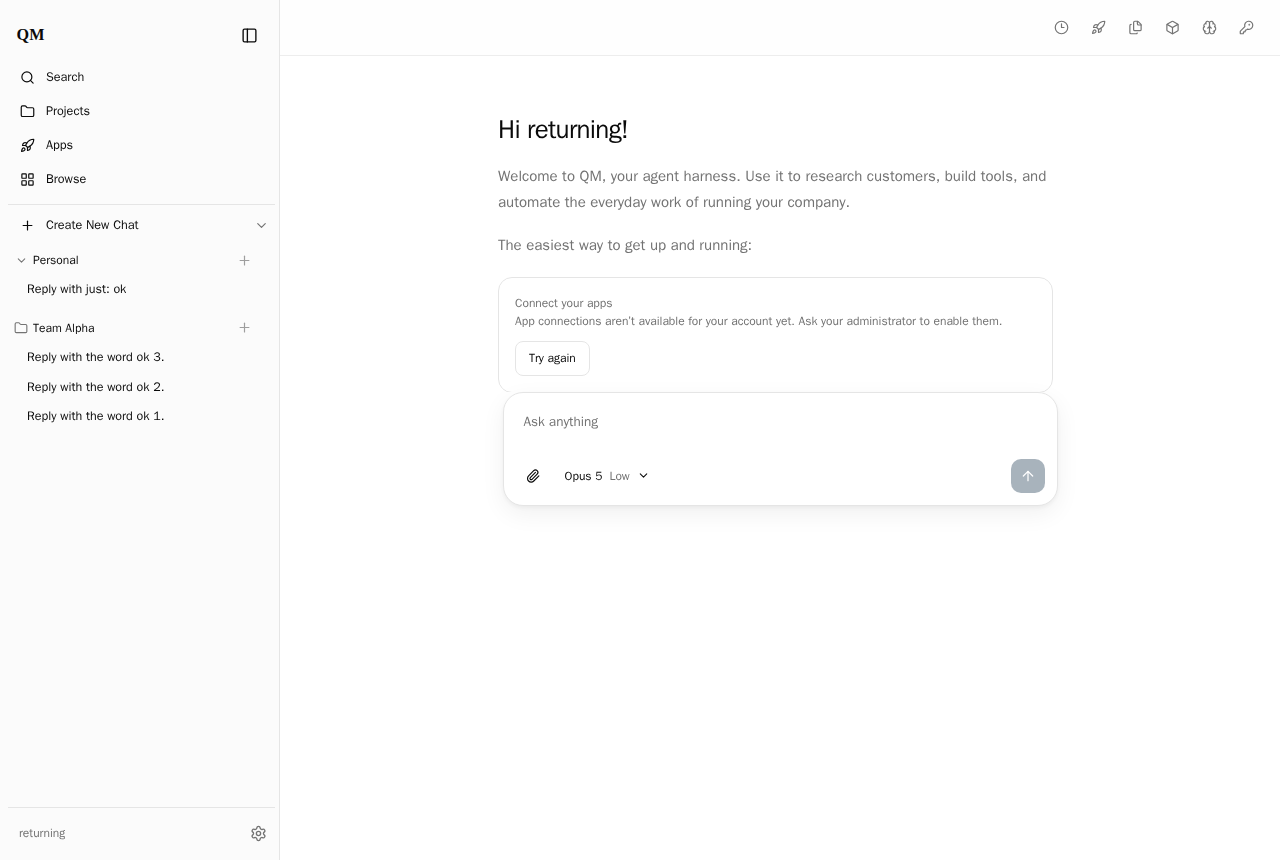 QM
Search
Projects
Apps
Browse
Create New Chat
Personal
Reply with just: ok
Team Alpha
Reply with the word ok 3.
Reply with the word ok 2.
Reply with the word ok 1.
returning
Hi returning!
Welcome to QM, your agent harness. Use it to research customers, build tools, and
automate the everyday work of running your company.
The easiest way to get up and running:
Connect your apps
App connections aren't available for your account yet. Ask your administrator to enable them.
Try again
Ask anything
Opus 5 Low